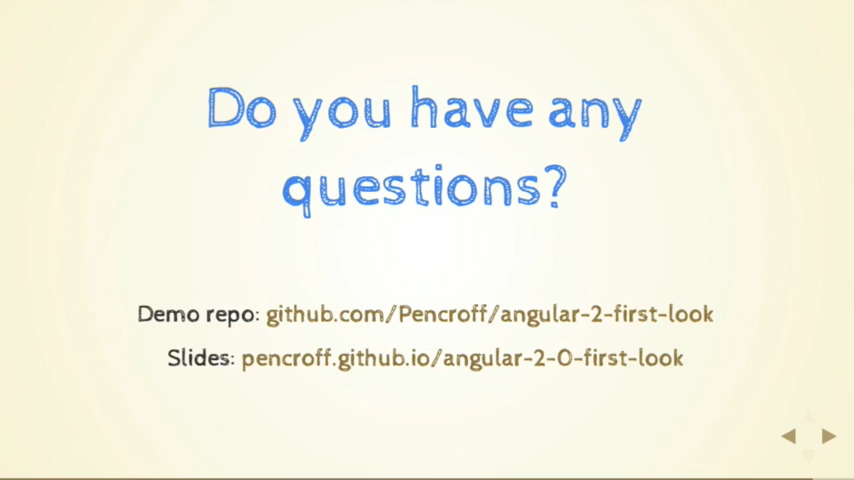 Do you have any
questions?
Demo repo: github.com/Pencroff/angular-2-first-look
Slides: pencroff.github.io/angular-2-0-first-look